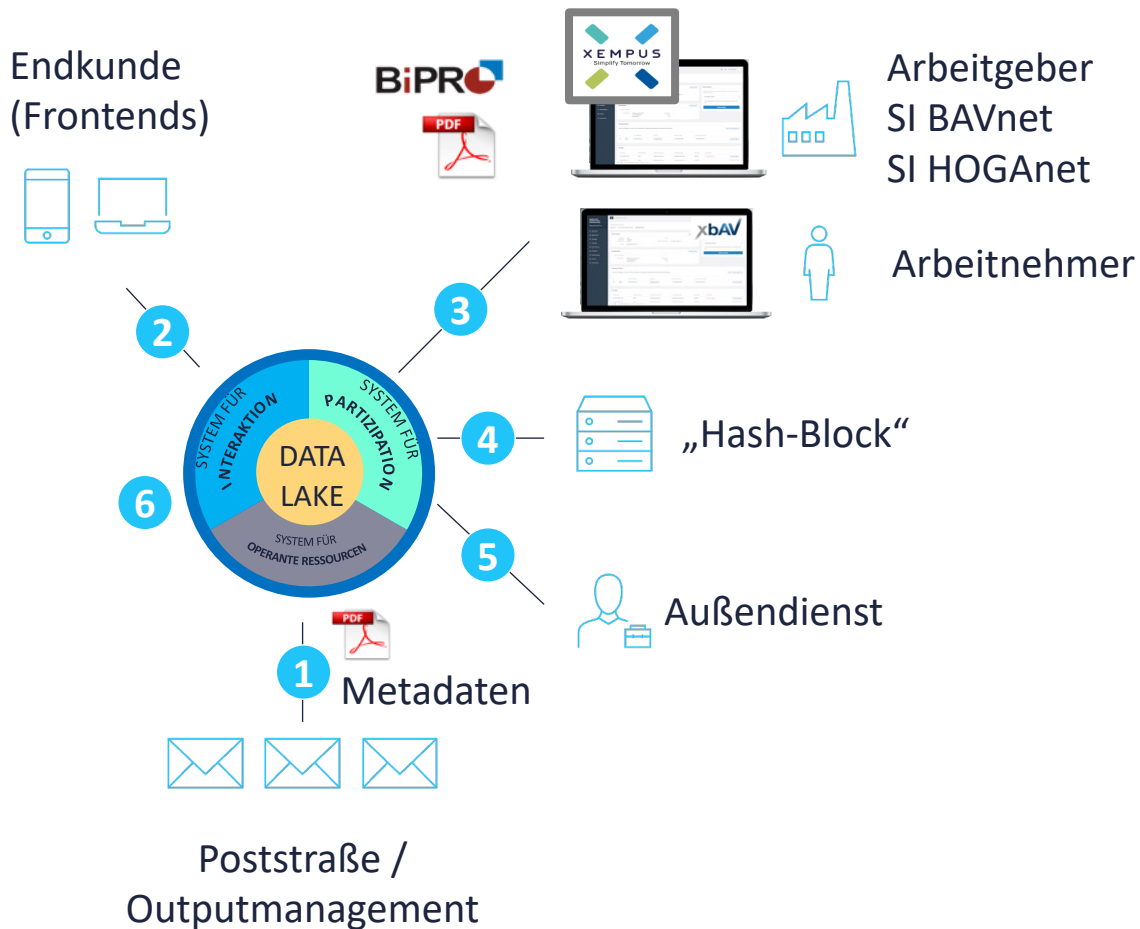 Endkunde
(Frontends)
BiPRO
PDF
XEMPUS
Simplify Tomorrow
Arbeitgeber
SI BAVnet
SI HOGAnet
xbAV
Arbeitnehmer
2
3
SYSTEM FÜR
INTERAKTION
SYSTEM FÜR
PARTIZIPATION
DATA
LAKE
SYSTEM FÜR
OPERANTE RESSOURCEN
4
„Hash-Block“
6
5
Außendienst
PDF
1
Metadaten
Poststraße /
Outputmanagement